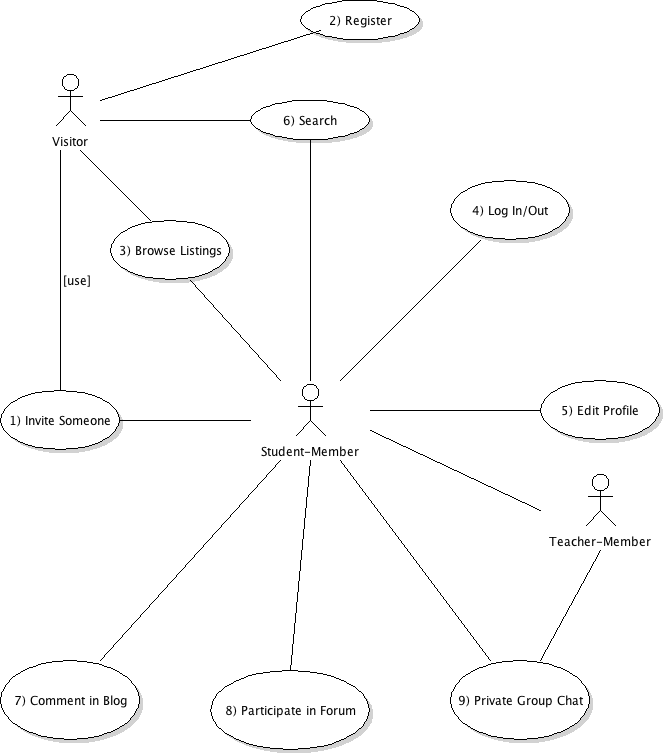 2) Register
6) Search
Visitor
4) Log In/Out
3) Browse Listings
[use]
5) Edit Profile
1) Invite Someone
Student-Member
Teacher-Member
7) Comment in Blog
8) Participate in Forum
9) Private Group Chat